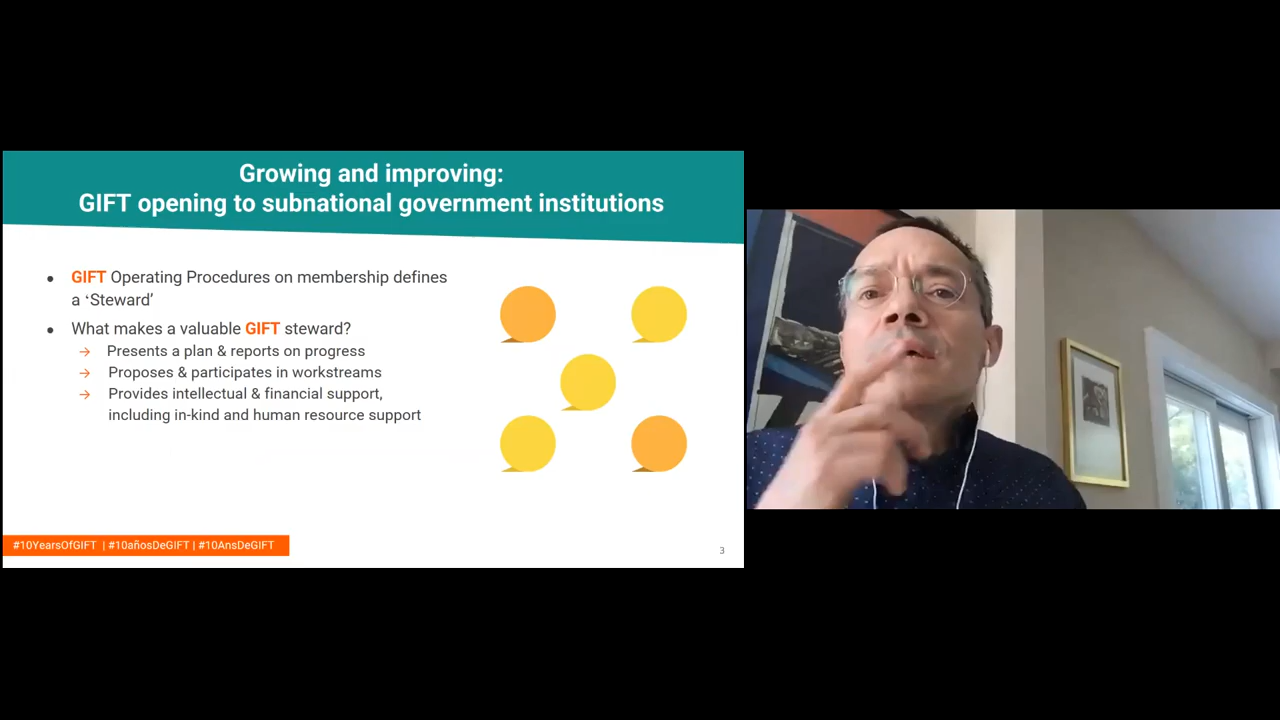 Growing and improving:
GIFT opening to subnational government institutions
● GIFT Operating Procedures on membership defines
a ‘Steward’
● What makes a valuable GIFT steward?
→ Presents a plan & reports on progress
→ Proposes & participates in workstreams
→ Provides intellectual & financial support,
including in-kind and human resource support
#10YearsOfGIFT | #10añosDeGIFT | #10AnsDeGIFT
3